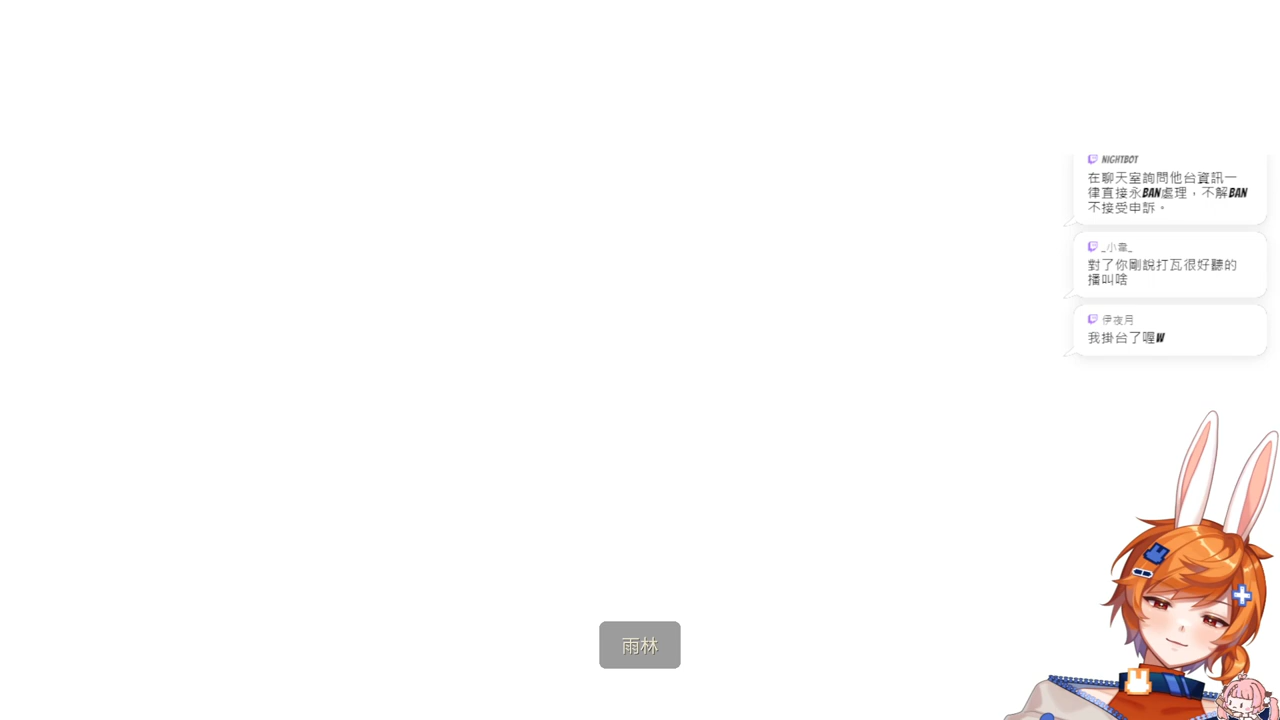 NIGHTBOT
在聊天室詢問他台資訊一
律直接永BAN處理，不解BAN
不接受申訴。
_小韋_
對了你剛說打瓦很好聽的
播叫啥
伊夜月
我掛台了喔W
雨林